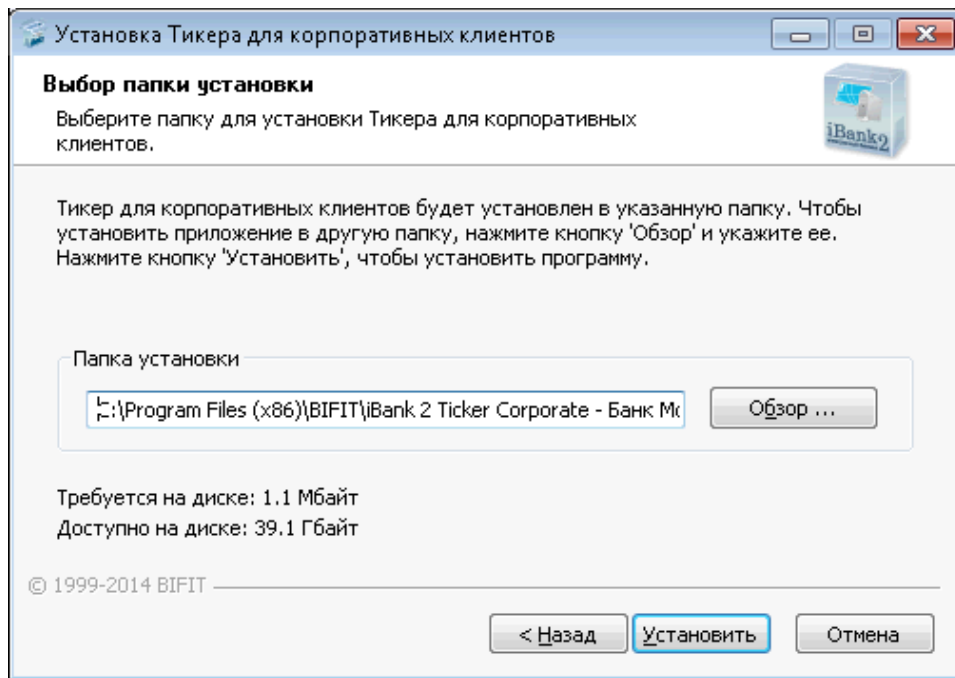 Установка Тикера для корпоративных клиентов
Выбор папки установки
Выберите папку для установки Тикера для корпоративных
клиентов.
iBank2
Тикер для корпоративных клиентов будет установлен в указанную папку. Чтобы
установить приложение в другую папку, нажмите кнопку 'Обзор' и укажите ее.
Нажмите кнопку 'Установить', чтобы установить программу.
Папка установки
C:\Program Files (x86)\BIFIT\iBank 2 Ticker Corporate - Банк Мо
Обзор ...
Требуется на диске: 1.1 Мбайт
Доступно на диске: 39.1 Гбайт
© 1999-2014 BIFIT
< Назад
Установить
Отмена